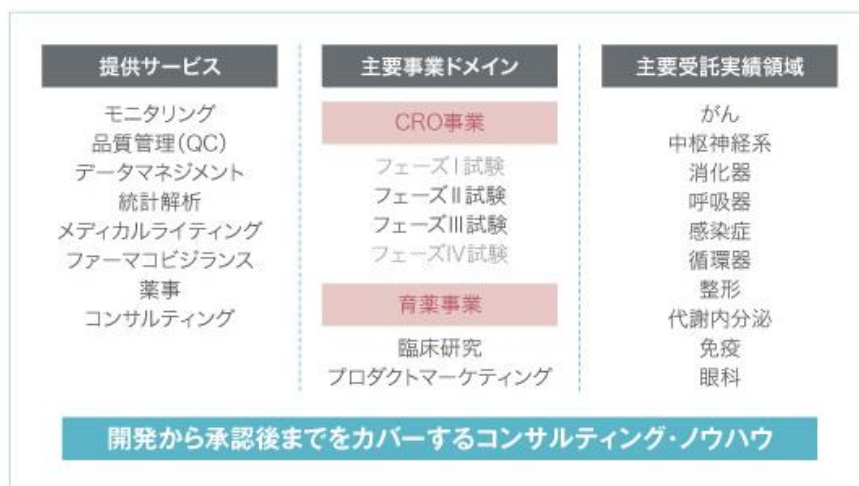 提供サービス
モニタリング
品質管理(QC)
データマネジメント
統計解析
メディカルライティング
ファーマコビジランス
薬事
コンサルティング
主要事業ドメイン
CRO事業
フェーズⅠ試験
フェーズⅡ試験
フェーズⅢ試験
フェーズⅣ試験
育薬事業
臨床研究
プロダクトマーケティング
主要受託実績領域
がん
中枢神経系
消化器
呼吸器
感染症
循環器
整形
代謝内分泌
免疫
眼科
開発から承認後までをカバーするコンサルティング・ノウハウ